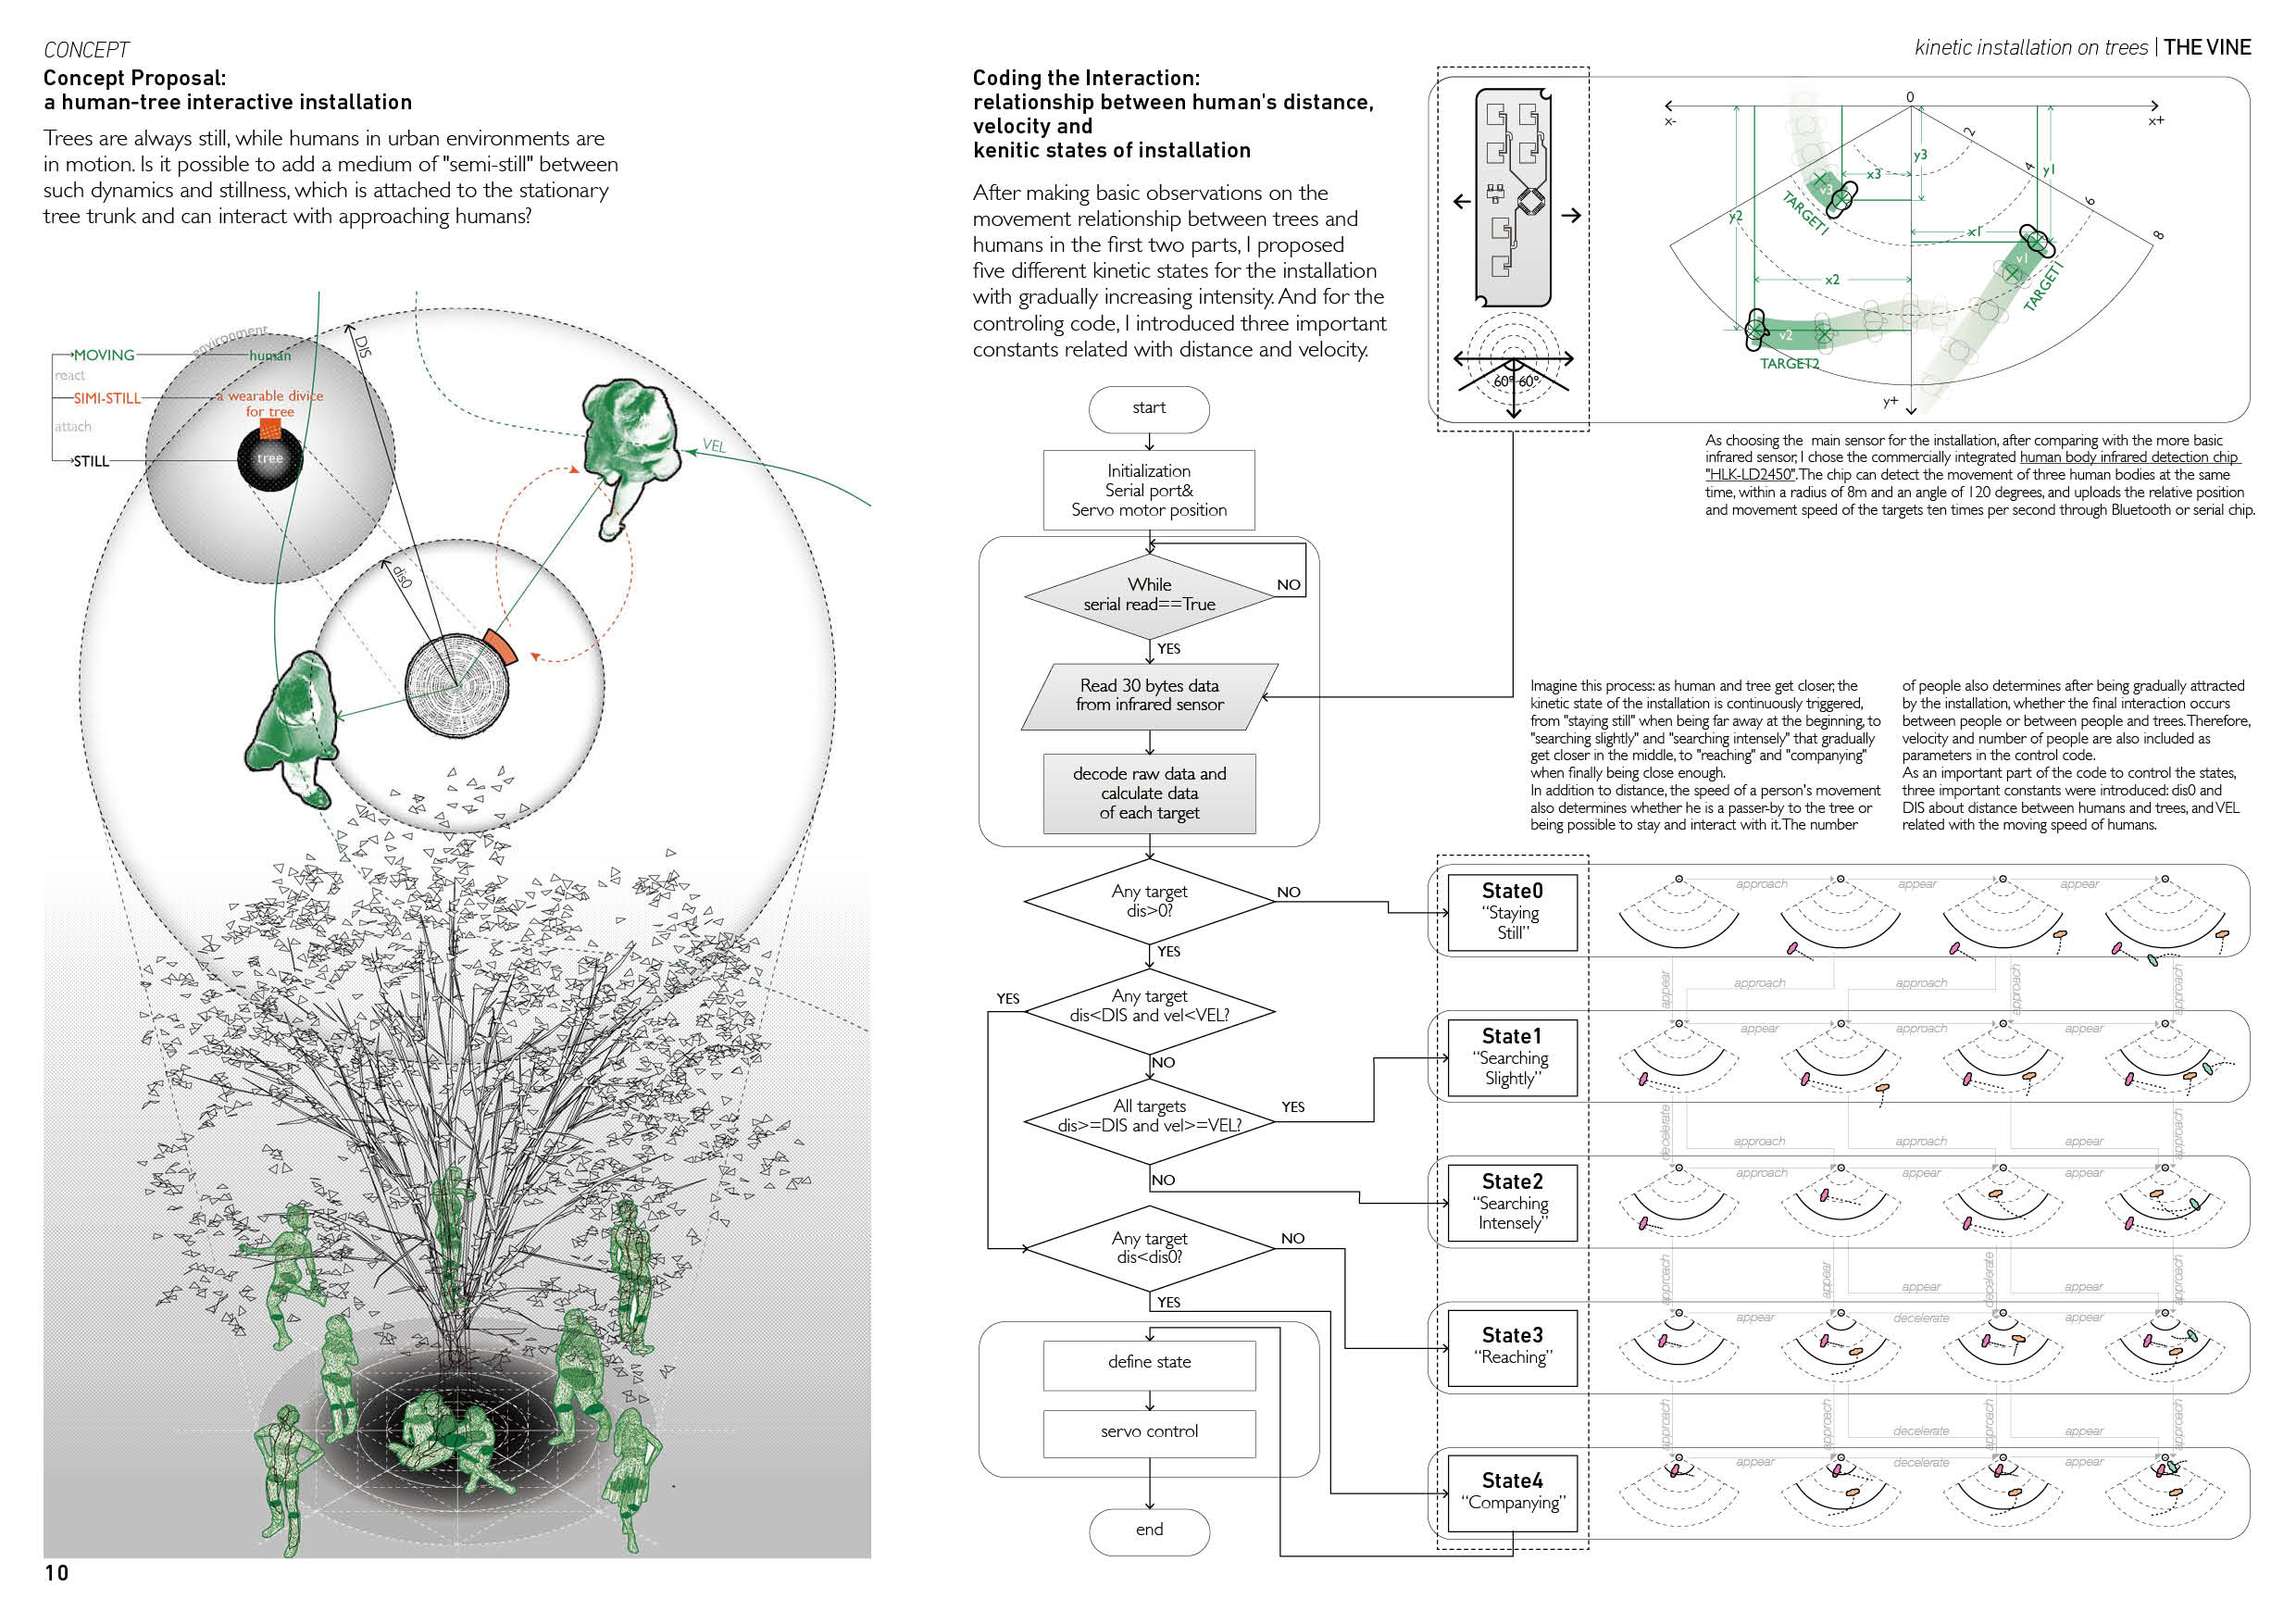 CONCEPT
Concept Proposal:
a human-tree interactive installation
Trees are always still, while humans in urban environments are
in motion. Is it possible to add a medium of "semi-still" between
such dynamics and stillness, which is attached to the stationary
tree trunk and can interact with approaching humans?
environment
DIS
MOVING
human
react
SIMI-STILL
a wearable divice
for tree
attach
STILL
tree
VEL
dis0
10
kinetic installation on trees | THE VINE
Coding the Interaction:
relationship between human's distance,
velocity and
kenitic states of installation
After making basic observations on the
movement relationship between trees and
humans in the first two parts, I proposed
five different kinetic states for the installation
with gradually increasing intensity. And for the
controling code, I introduced three important
constants related with distance and velocity.
60° 60°
0
x-
x+
2
4
6
8
y3
x3
y1
v3
TARGET1
y2
x1
v1
TARGET1
x2
v2
TARGET2
y+
As choosing the main sensor for the installation, after comparing with the more basic
infrared sensor, I chose the commercially integrated human body infrared detection chip
"HLK-LD2450". The chip can detect the movement of three human bodies at the same
time, within a radius of 8m and an angle of 120 degrees, and uploads the relative position
and movement speed of the targets ten times per second through Bluetooth or serial chip.
start
Initialization
Serial port&
Servo motor position
While
serial read==True
NO
YES
Read 30 bytes data
from infrared sensor
decode raw data and
calculate data
of each target
Any target
dis>0?
NO
YES
Any target
dis<DIS and vel<VEL?
YES
NO
All targets
dis>=DIS and vel>=VEL?
YES
NO
Any target
dis<dis0?
NO
YES
define state
servo control
end
Imagine this process: as human and tree get closer, the
kinetic state of the installation is continuously triggered,
from "staying still" when being far away at the beginning, to
"searching slightly" and "searching intensely" that gradually
get closer in the middle, to "reaching" and "companying"
when finally being close enough.
In addition to distance, the speed of a person's movement
also determines whether he is a passer-by to the tree or
being possible to stay and interact with it. The number
of people also determines after being gradually attracted
by the installation, whether the final interaction occurs
between people or between people and trees. Therefore,
velocity and number of people are also included as
parameters in the control code.
As an important part of the code to control the states,
three important constants were introduced: dis0 and
DIS about distance between humans and trees, and VEL
related with the moving speed of humans.
State0
“Staying
Still”
approach
appear
appear
appear
approach
approach
approach
approach
State1
“Searching
Slightly”
appear
approach
appear
decelerate
approach
approach
appear
approach
State2
“Searching
Intensely”
approach
appear
appear
approach
appear
appear
decelerate
appear
approach
State3
“Reaching”
appear
decelerate
appear
approach
approach
decelerate
approach
appear
approach
State4
“Companying”
appear
decelerate
appear